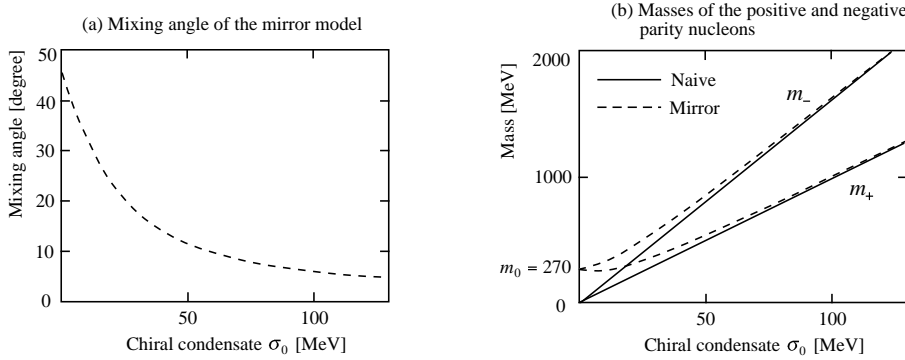 (a) Mixing angle of the mirror model
Mixing angle [degree]
50
40
30
20
10
0
50
100
Chiral condensate σ0 [MeV]
(b) Masses of the positive and negative
parity nucleons
Mass [MeV]
2000
1000
m0 = 270
0
Naive
Mirror
m−
m+
50
100
Chiral condensate σ0 [MeV]